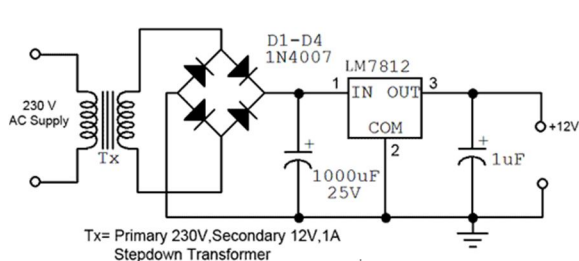 D1-D4
1N4007
LM7812
1
IN OUT
3
230 V
AC Supply
COM
+12V
Tx
+
2
+
1000uF
25V
1uF
Tx= Primary 230V,Secondary 12V,1A
Stepdown Transformer